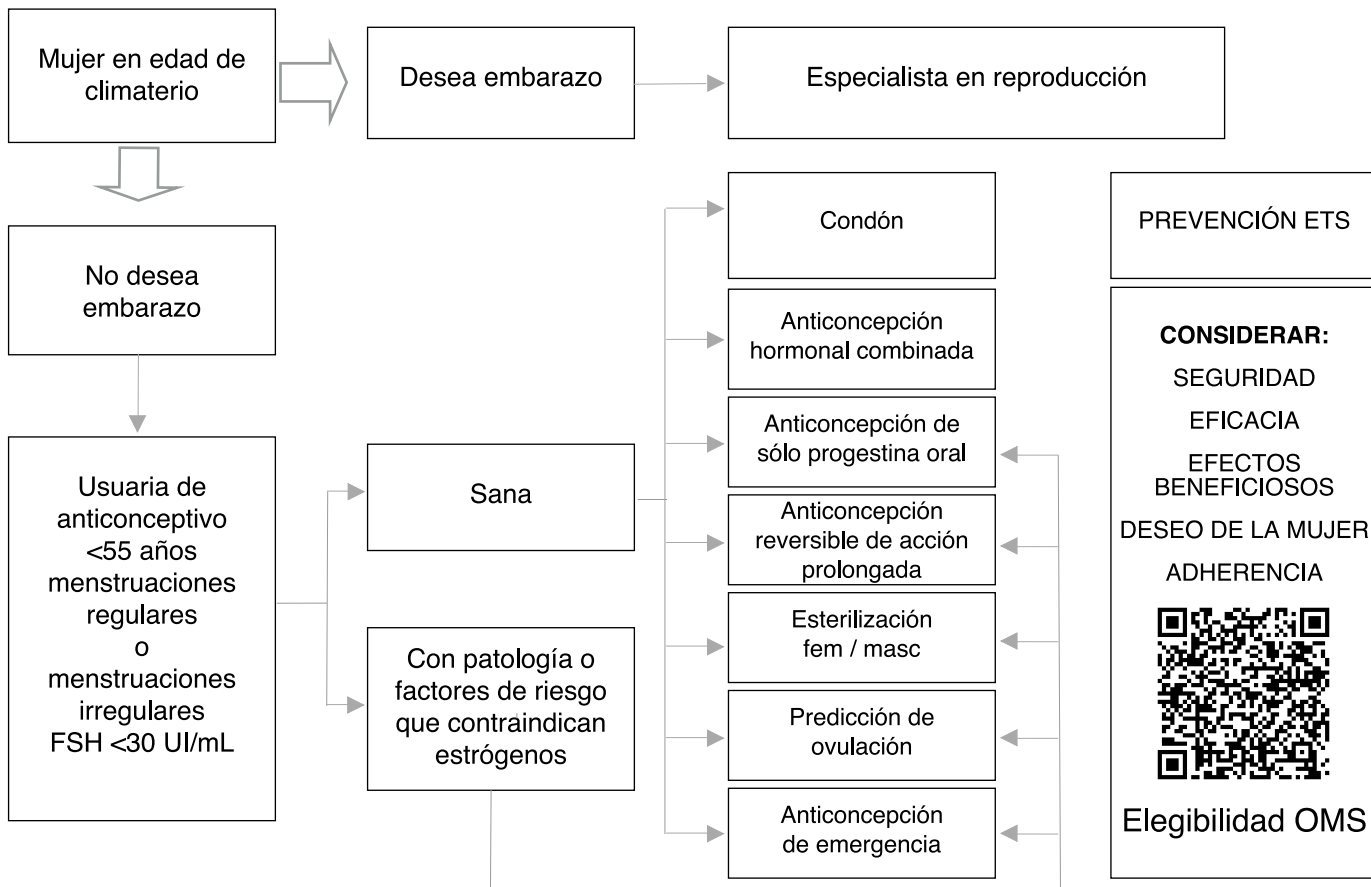 Mujer en edad de
climaterio
Desea embarazo
Especialista en reproducción
No desea
embarazo
Usuaria de
anticonceptivo
<55 años
menstruaciones
regulares
o
menstruaciones
irregulares
FSH <30 UI/mL
Sana
Con patología o
factores de riesgo
que contraindican
estrógenos
Condón
Anticoncepción
hormonal combinada
Anticoncepción de
sólo progestina oral
Anticoncepción
reversible de acción
prolongada
Esterilización
fem / masc
Predicción de
ovulación
Anticoncepción
de emergencia
PREVENCIÓN ETS
CONSIDERAR:
SEGURIDAD
EFICACIA
EFECTOS
BENEFICIOSOS
DESEO DE LA MUJER
ADHERENCIA
Elegibilidad OMS